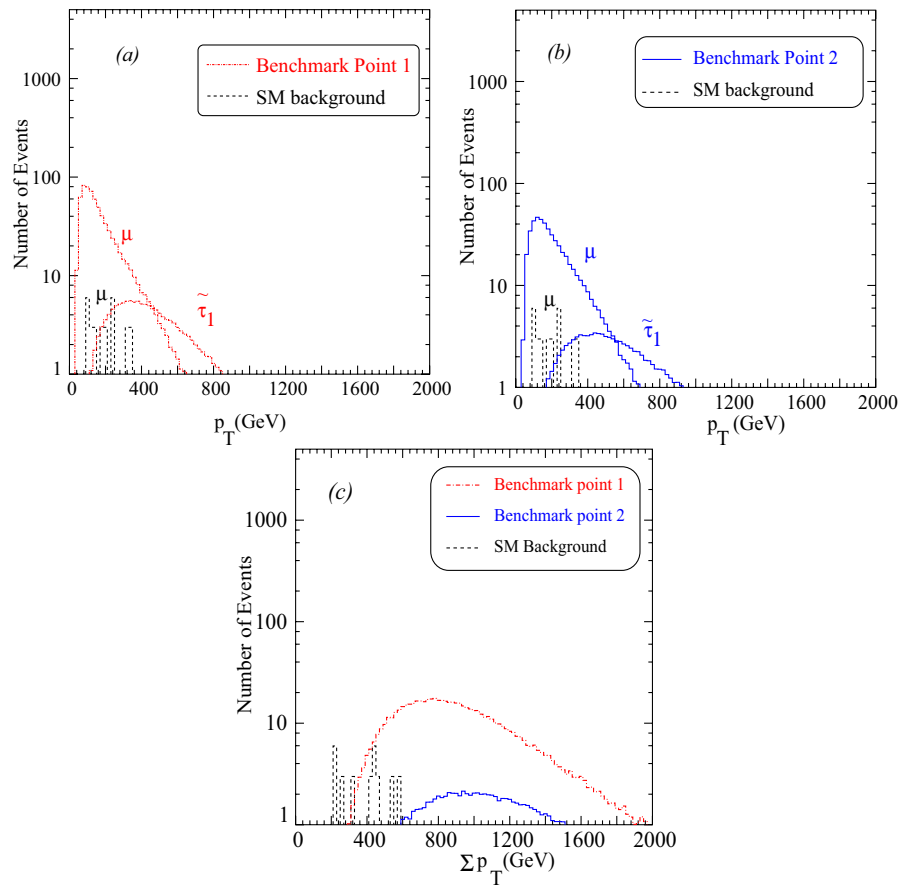 (a)
Benchmark Point 1
SM background
Number of Events
1000
100
10
1
μ
μ
τ̃1
0 400 800 1200 1600 2000
pT(GeV)
(b)
Benchmark Point 2
SM background
Number of Events
1000
100
10
1
μ
μ
τ̃1
0 400 800 1200 1600 2000
pT(GeV)
(c)
Benchmark point 1
Benchmark point 2
SM Background
Number of Events
1000
100
10
1
0 400 800 1200 1600 2000
ΣpT(GeV)